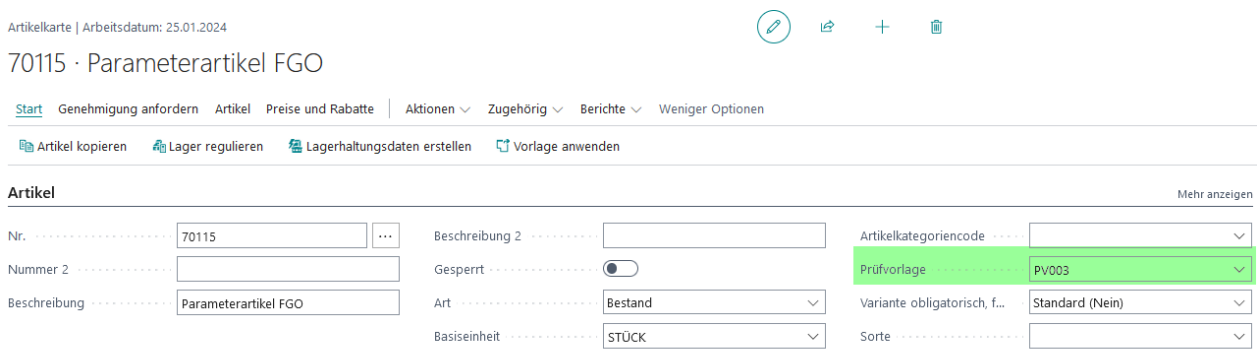 Artikelkarte | Arbeitsdatum: 25.01.2024
70115 · Parameterartikel FGO
Start Genehmigung anfordern Artikel Preise und Rabatte Aktionen Zugehörig Berichte Weniger Optionen
Artikel kopieren Lager regulieren Lagerhaltungsdaten erstellen Vorlage anwenden
Artikel Mehr anzeigen
Nr. 70115 ... Beschreibung 2 Artikelkategoriencode
Nummer 2 Gesperrt Prüfvorlage PV003
Beschreibung Parameterartikel FGO Art Bestand Variante obligatorisch, f... Standard (Nein)
Basiseinheit STÜCK Sorte